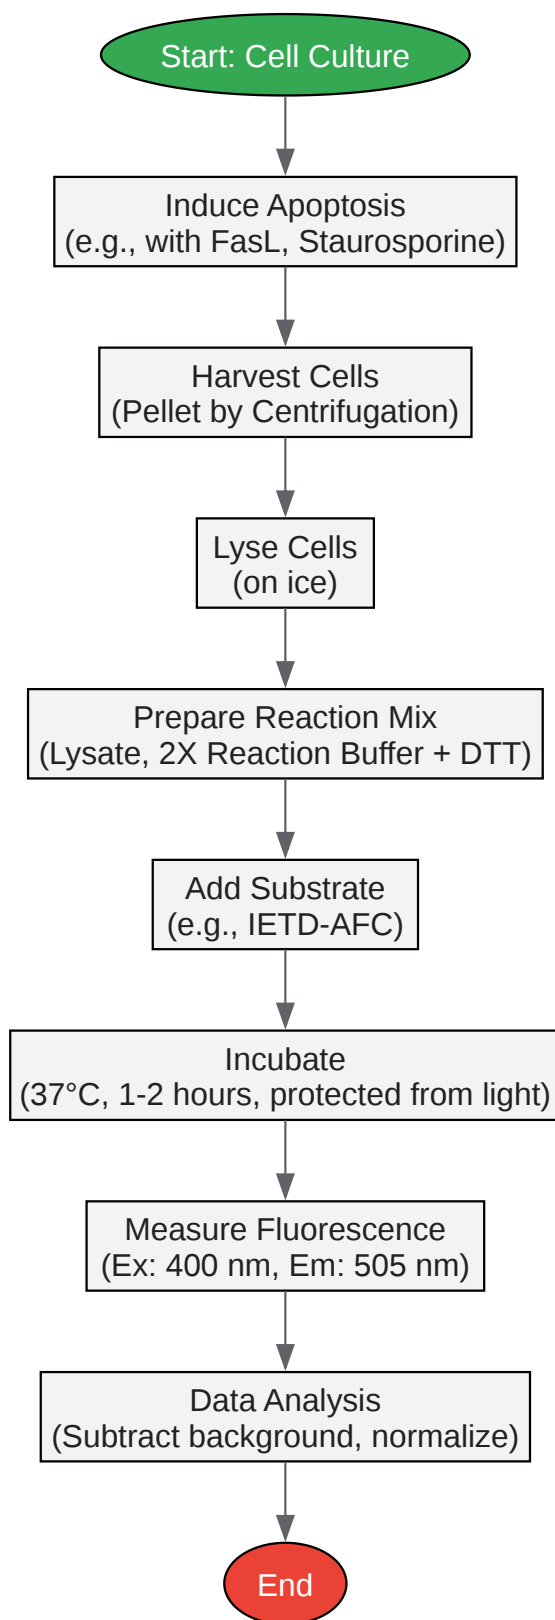 Start: Cell Culture
Induce Apoptosis
(e.g., with FasL, Staurosporine)
Harvest Cells
(Pellet by Centrifugation)
Lyse Cells
(on ice)
Prepare Reaction Mix
(Lysate, 2X Reaction Buffer + DTT)
Add Substrate
(e.g., IETD-AFC)
Incubate
(37°C, 1-2 hours, protected from light)
Measure Fluorescence
(Ex: 400 nm, Em: 505 nm)
Data Analysis
(Subtract background, normalize)
End